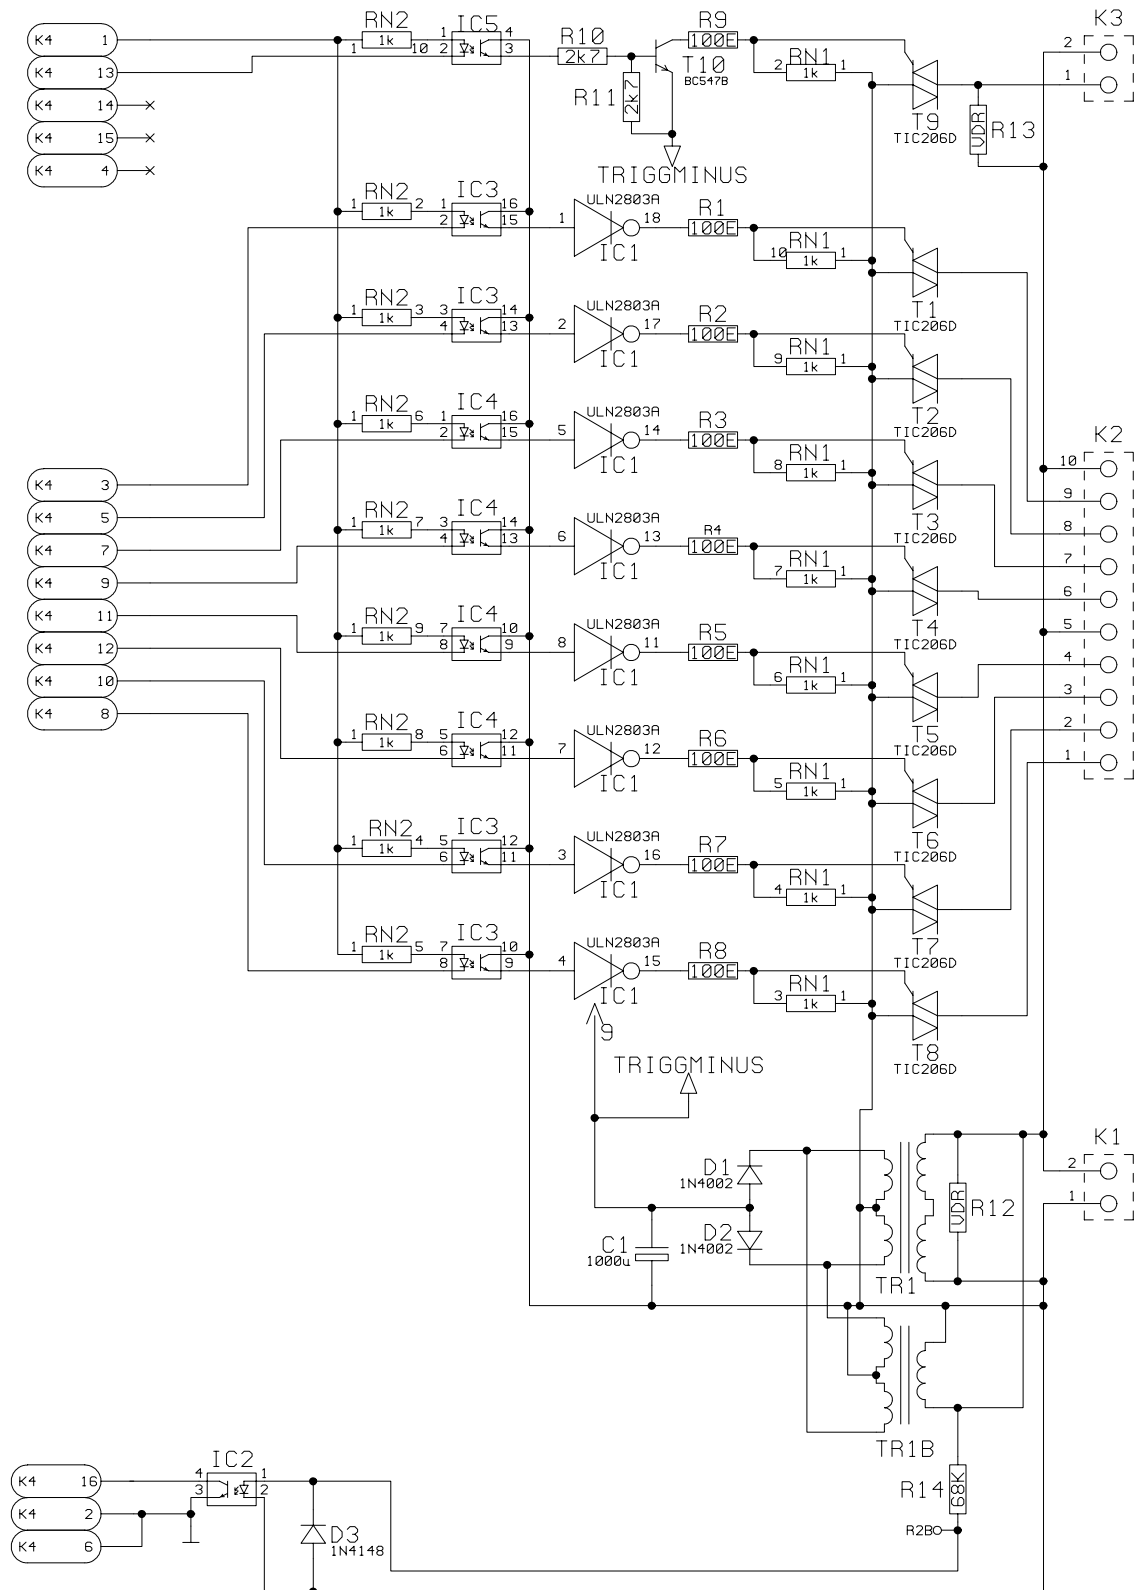 K4 1
K4 13
K4 14
K4 15
K4 4
RN2
1k
1 10
IC5
1 4
2 3
R10
2k7
R11
2k7
T10
BC547B
R9
100E
RN1
2 1k 1
T9
TIC206D
VDR R13
K3
2
1
TRIGGMINUS
RN2
1 1k 2
IC3
1 16
2 15
ULN2803A
1 18
IC1
R1
100E
RN1
10 1k 1
T1
TIC206D
RN2
1 1k 3
IC3
3 14
4 13
ULN2803A
2 17
IC1
R2
100E
RN1
9 1k 1
T2
TIC206D
RN2
1 1k 6
IC4
1 16
2 15
ULN2803A
5 14
IC1
R3
100E
RN1
8 1k 1
T3
TIC206D
K2
10
9
8
7
6
5
4
3
2
1
K4 3
K4 5
K4 7
K4 9
K4 11
K4 12
K4 10
K4 8
RN2
1 1k 7
IC4
3 14
4 13
ULN2803A
6 13
IC1
R4
100E
RN1
7 1k 1
T4
TIC206D
RN2
1 1k 9
IC4
7 10
8 9
ULN2803A
8 11
IC1
R5
100E
RN1
6 1k 1
T5
TIC206D
RN2
1 1k 8
IC4
5 12
6 11
ULN2803A
7 12
IC1
R6
100E
RN1
5 1k 1
T6
TIC206D
RN2
1 1k 4
IC3
5 12
6 11
ULN2803A
3 16
IC1
R7
100E
RN1
4 1k 1
T7
TIC206D
RN2
1 1k 5
IC3
7 10
8 9
ULN2803A
4 15
IC1
9
R8
100E
RN1
3 1k 1
T8
TIC206D
TRIGGMINUS
D1
1N4002
D2
1N4002
C1
1000u
TR1
VDR R12
K1
2
1
TR1B
R14 68K
R2B
IC2
4 1
3 2
K4 16
K4 2
K4 6
D3
1N4148